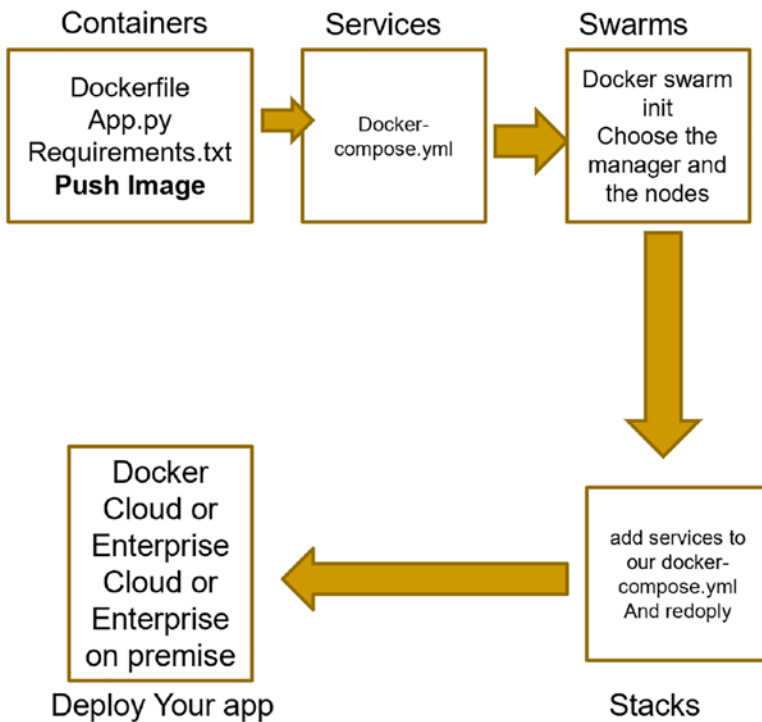 Containers
Dockerfile
App.py
Requirements.txt
Push Image
Services
Docker-
compose.yml
Swarms
Docker swarm
init
Choose the
manager and
the nodes
add services to
our docker-
compose.yml
And redoply
Stacks
Docker
Cloud or
Enterprise
Cloud or
Enterprise
on premise
Deploy Your app